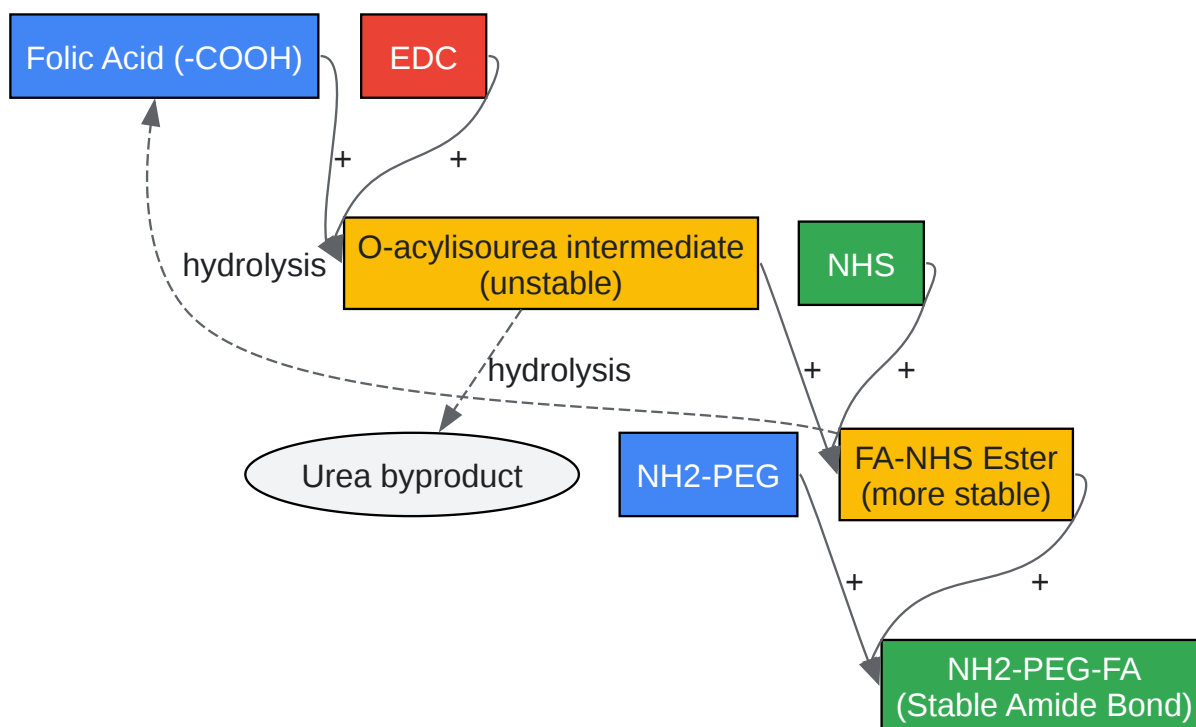 Folic Acid (-COOH)
EDC
+
+
hydrolysis
O-acylisourea intermediate
(unstable)
NHS
hydrolysis
+
+
Urea byproduct
NH2-PEG
FA-NHS Ester
(more stable)
+
+
NH2-PEG-FA
(Stable Amide Bond)